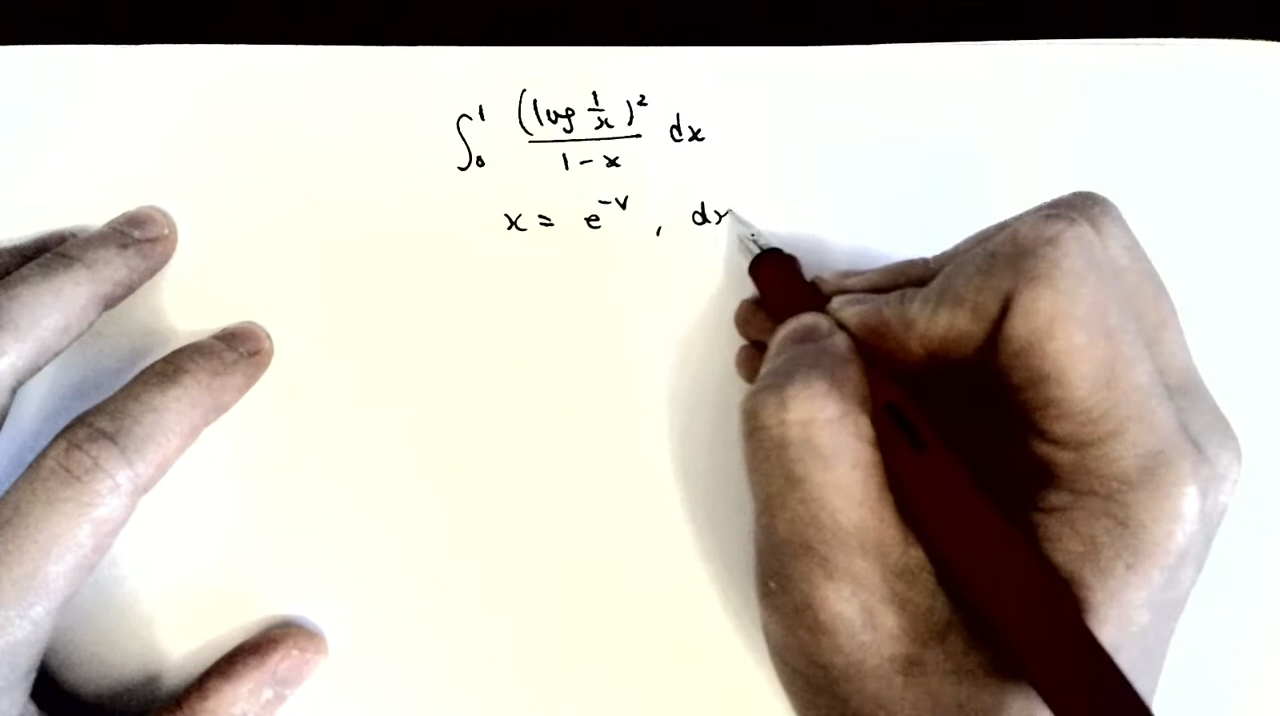 ∫₀¹ (log 1/x)² / (1 - x) dx
x = e^{-v} , dx